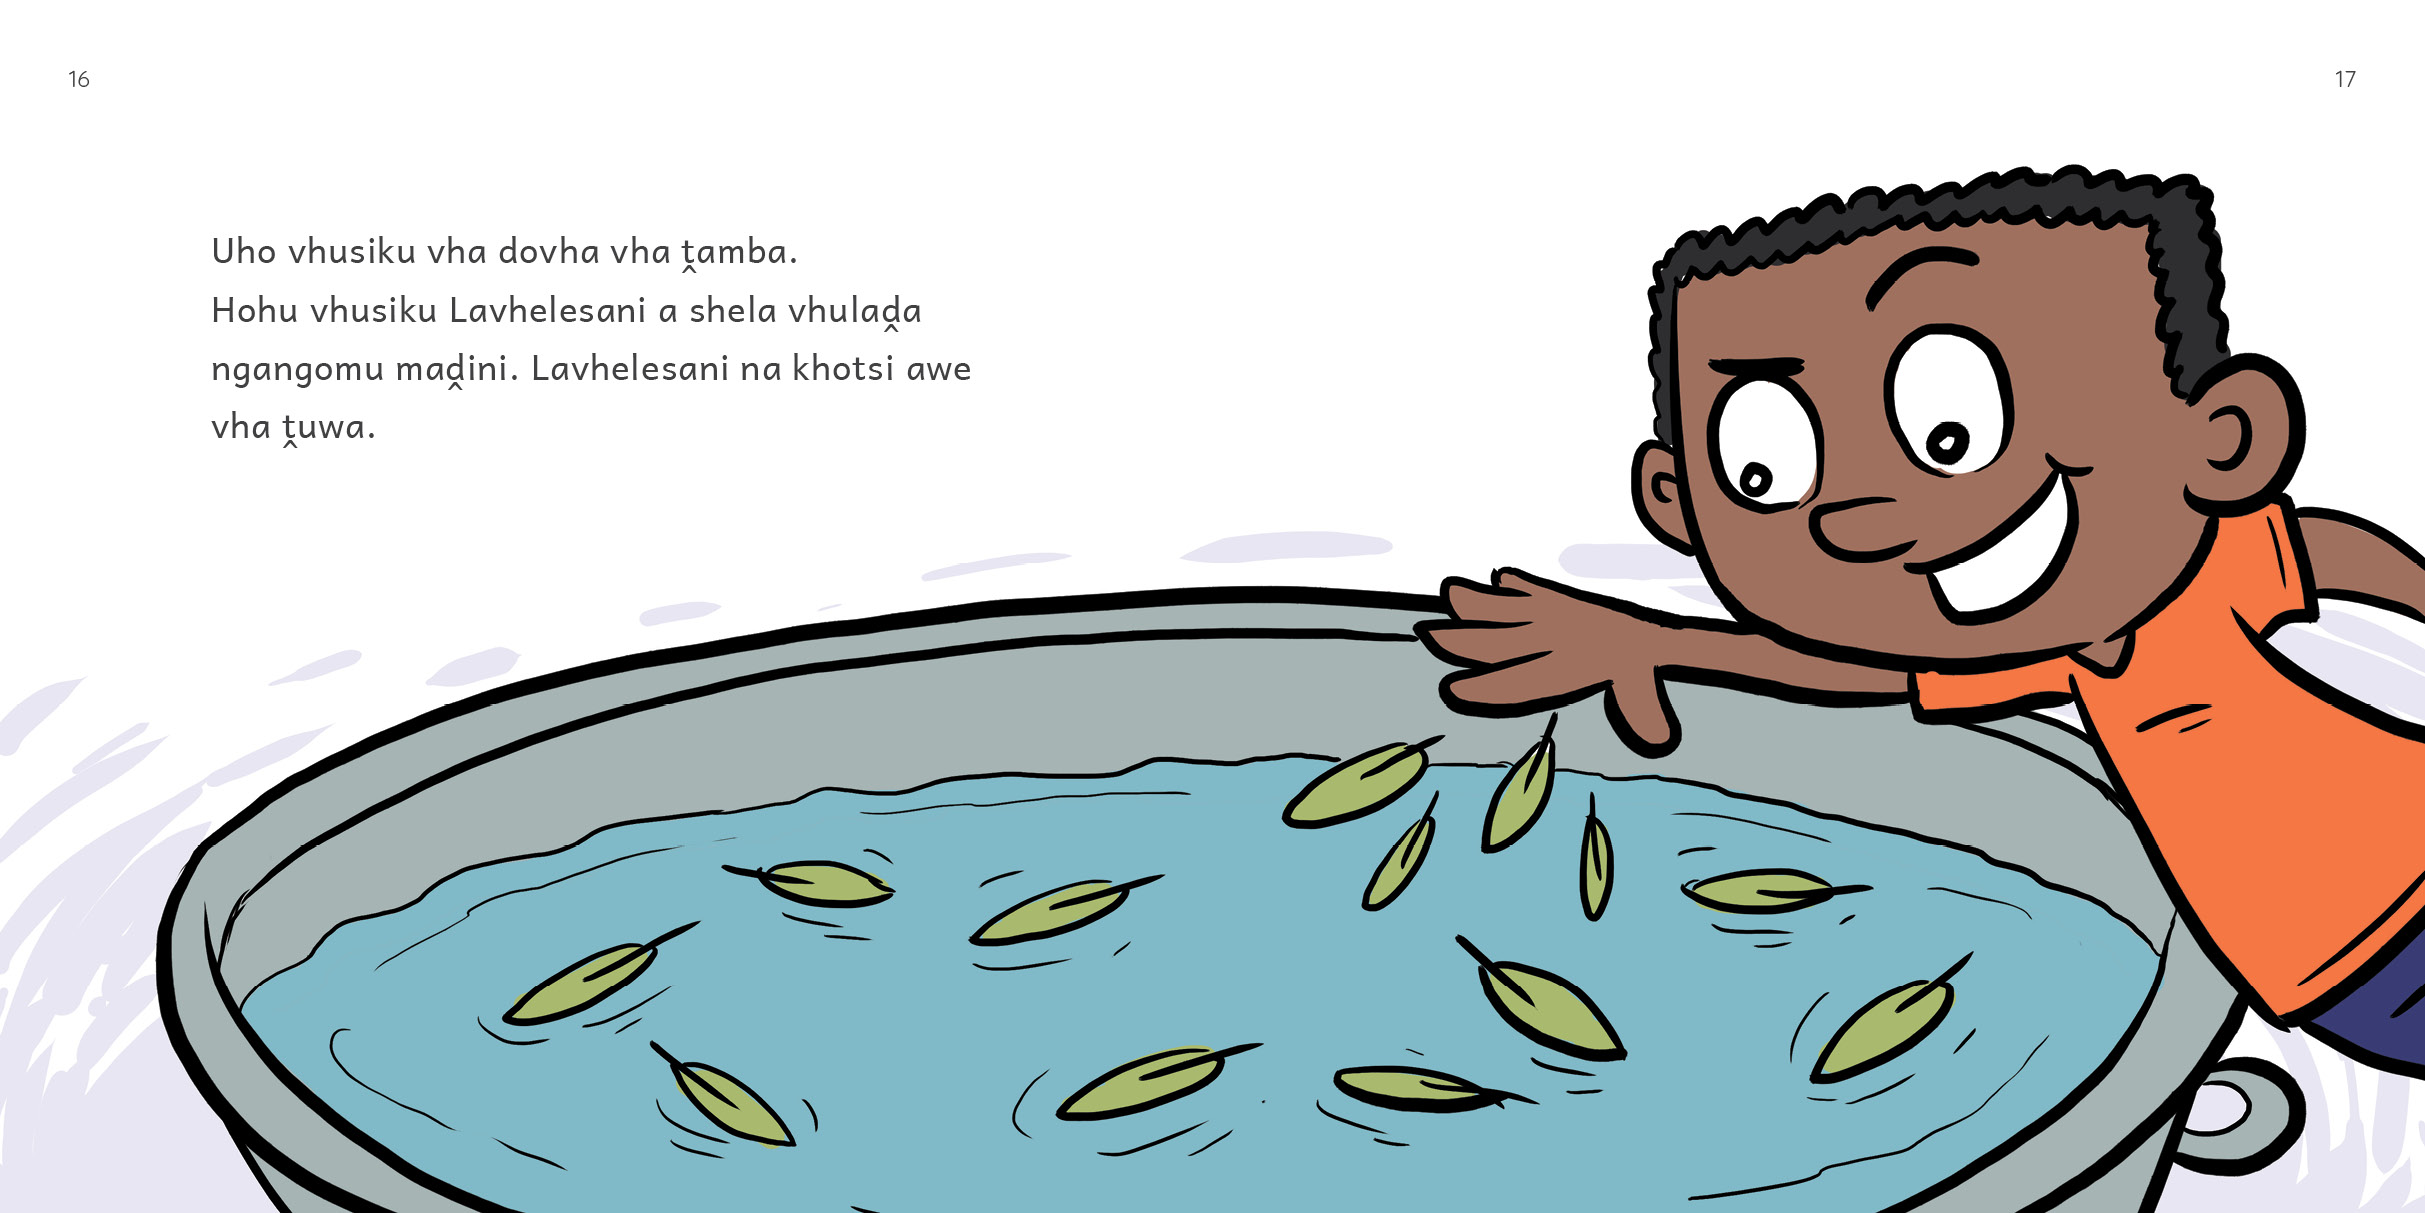 16
17
Uho vhusiku vha dovha vha ṱamba.
Hohu vhusiku Lavhelesani a shela vhulaḓa
ngangomu maḓini. Lavhelesani na khotsi awe
vha ṱuwa.